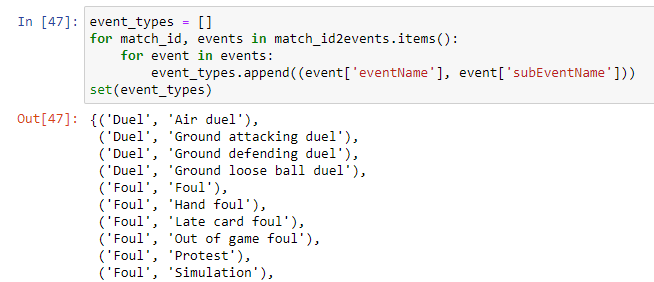 In [47]: event_types = []
for match_id, events in match_id2events.items():
    for event in events:
        event_types.append((event['eventName'], event['subEventName']))
set(event_types)
Out[47]: {('Duel', 'Air duel'),
('Duel', 'Ground attacking duel'),
('Duel', 'Ground defending duel'),
('Duel', 'Ground loose ball duel'),
('Foul', 'Foul'),
('Foul', 'Hand foul'),
('Foul', 'Late card foul'),
('Foul', 'Out of game foul'),
('Foul', 'Protest'),
('Foul', 'Simulation'),